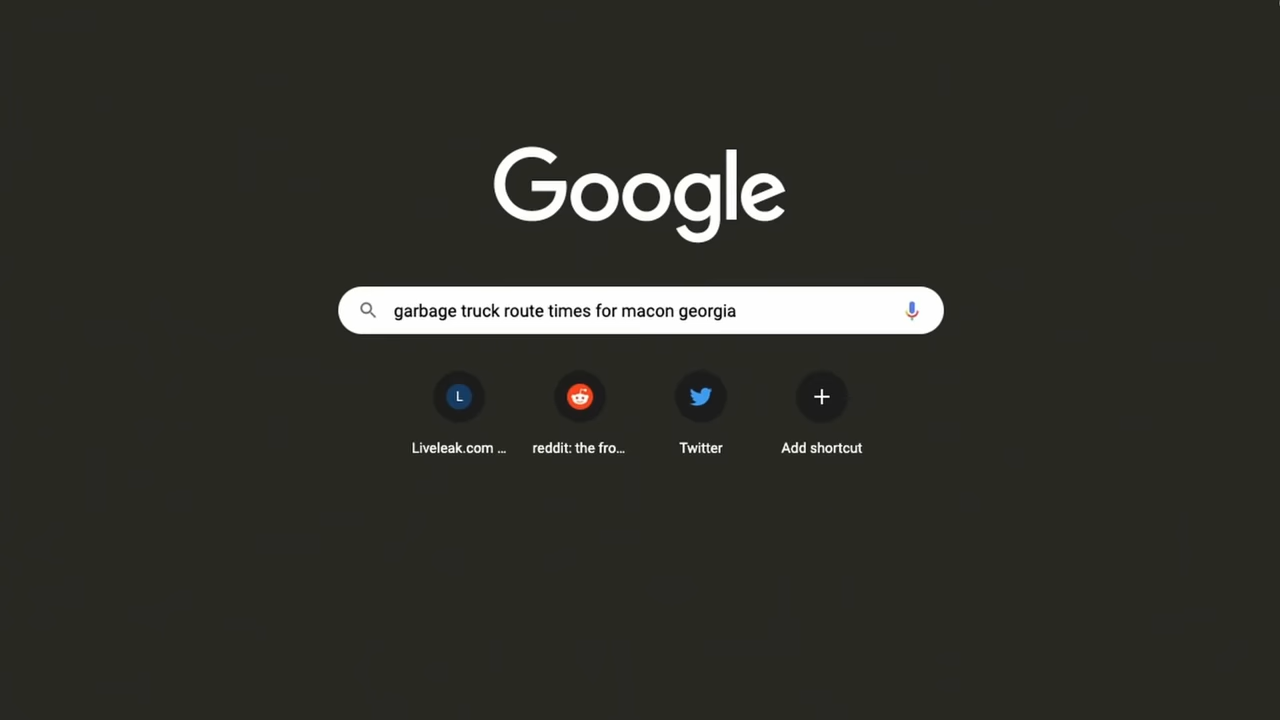 Google
garbage truck route times for macon georgia
L
Liveleak.com ...
reddit: the fro...
Twitter
Add shortcut